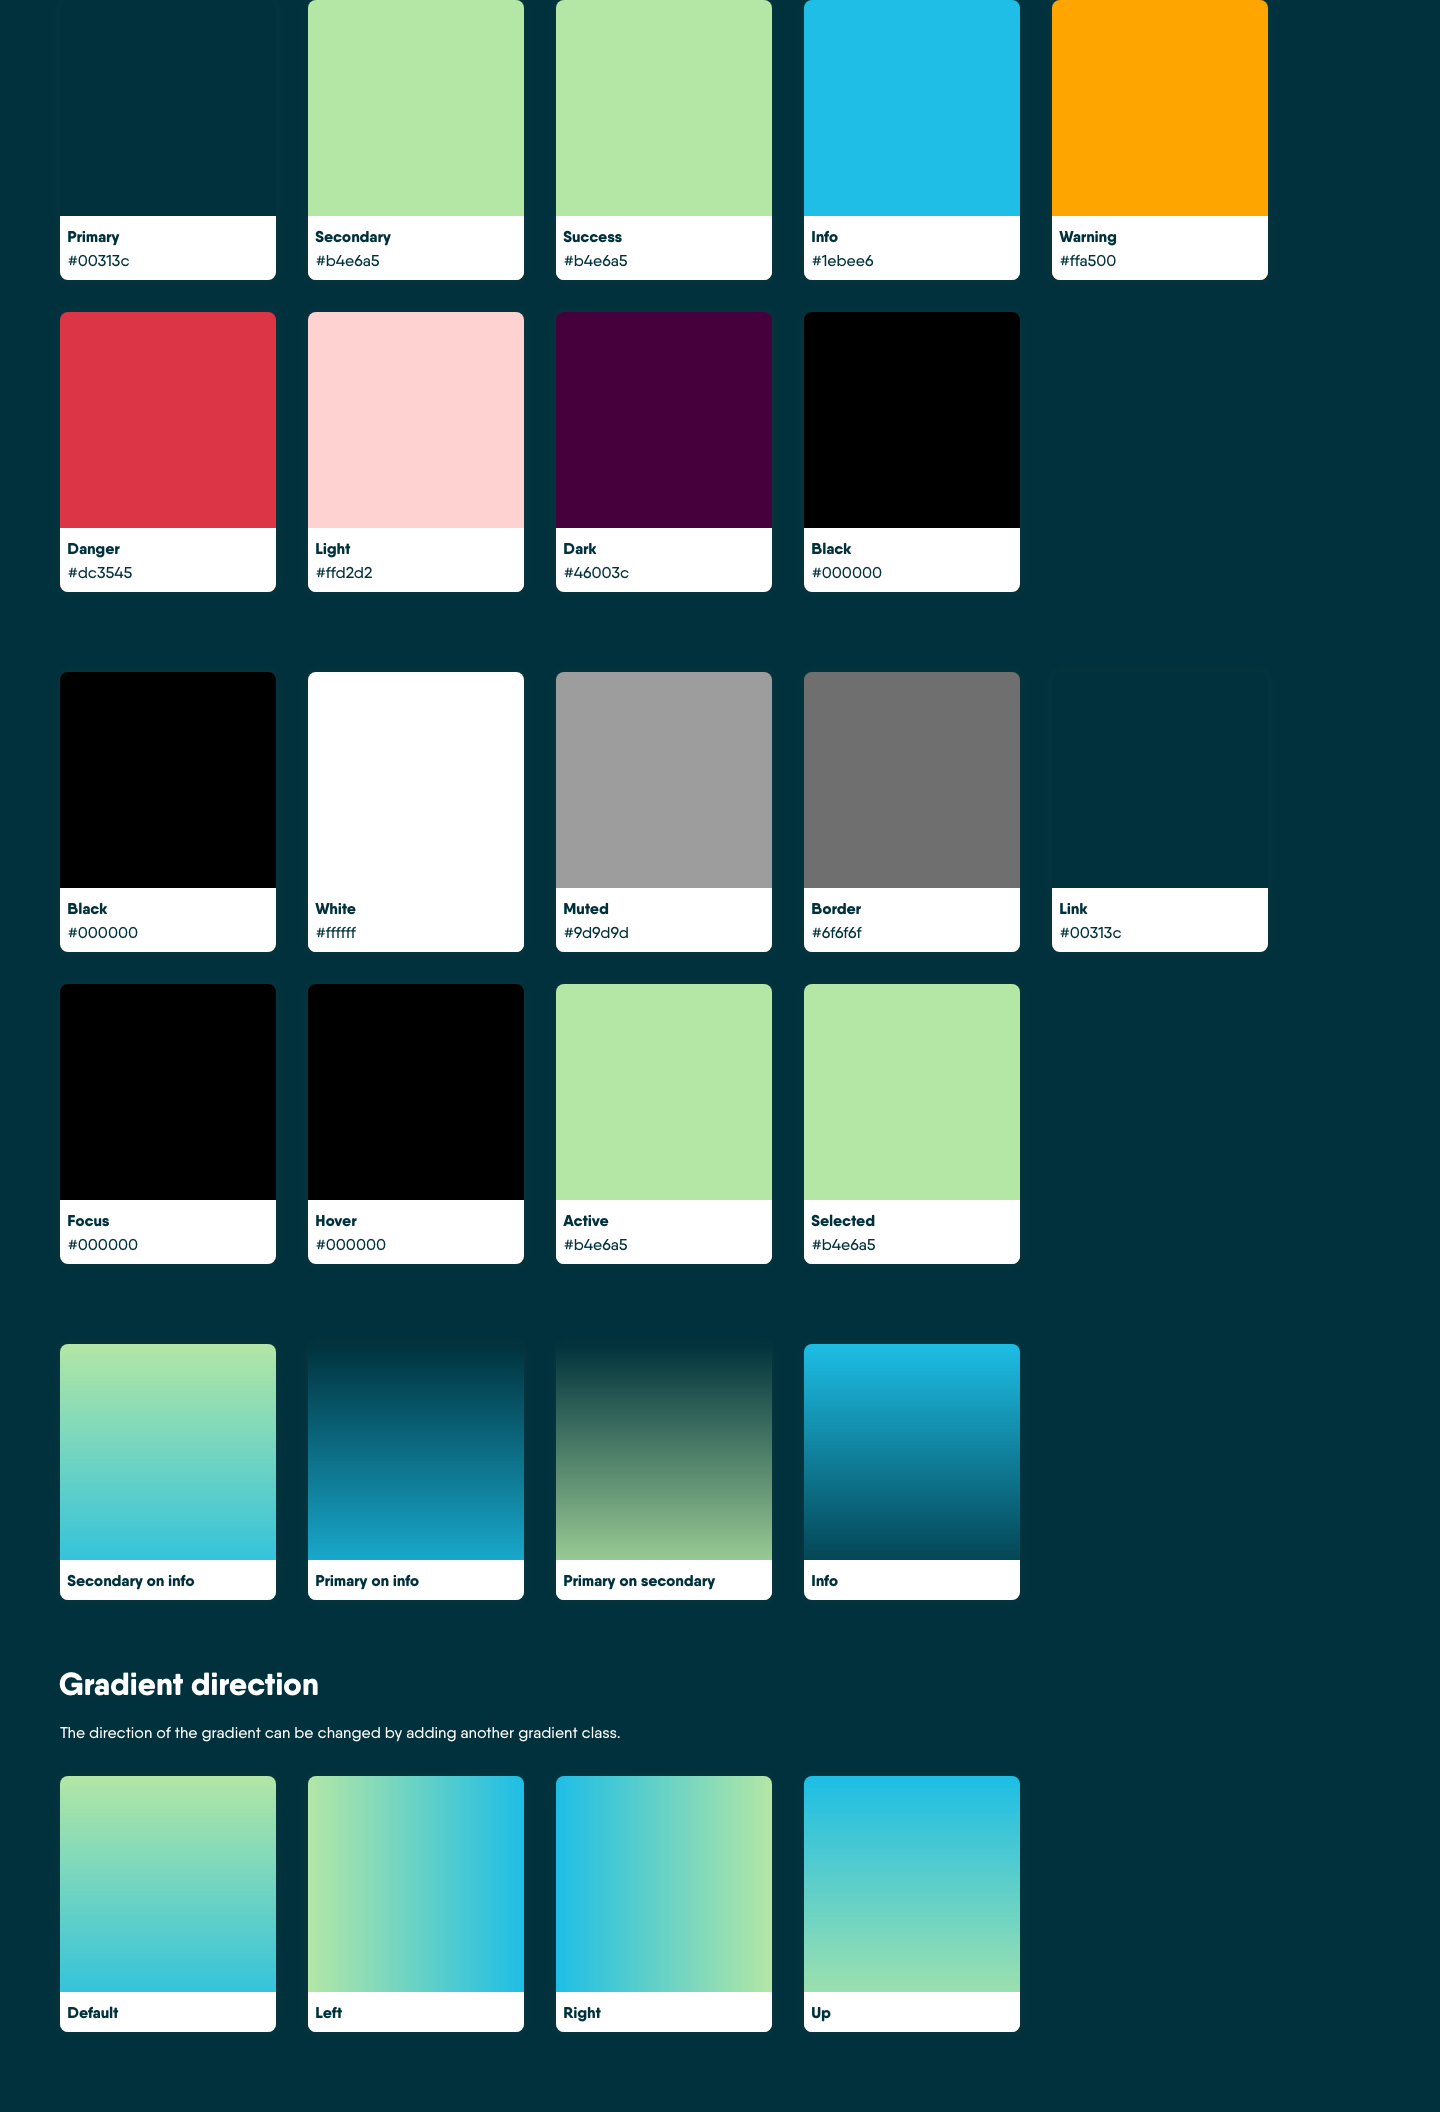 Primary
#00313c
Secondary
#b4e6a5
Success
#b4e6a5
Info
#1ebee6
Warning
#ffa500
Danger
#dc3545
Light
#ffd2d2
Dark
#46003c
Black
#000000
Black
#000000
White
#ffffff
Muted
#9d9d9d
Border
#6f6f6f
Link
#00313c
Focus
#000000
Hover
#000000
Active
#b4e6a5
Selected
#b4e6a5
Secondary on info
Primary on info
Primary on secondary
Info
Gradient direction
The direction of the gradient can be changed by adding another gradient class.
Default
Left
Right
Up